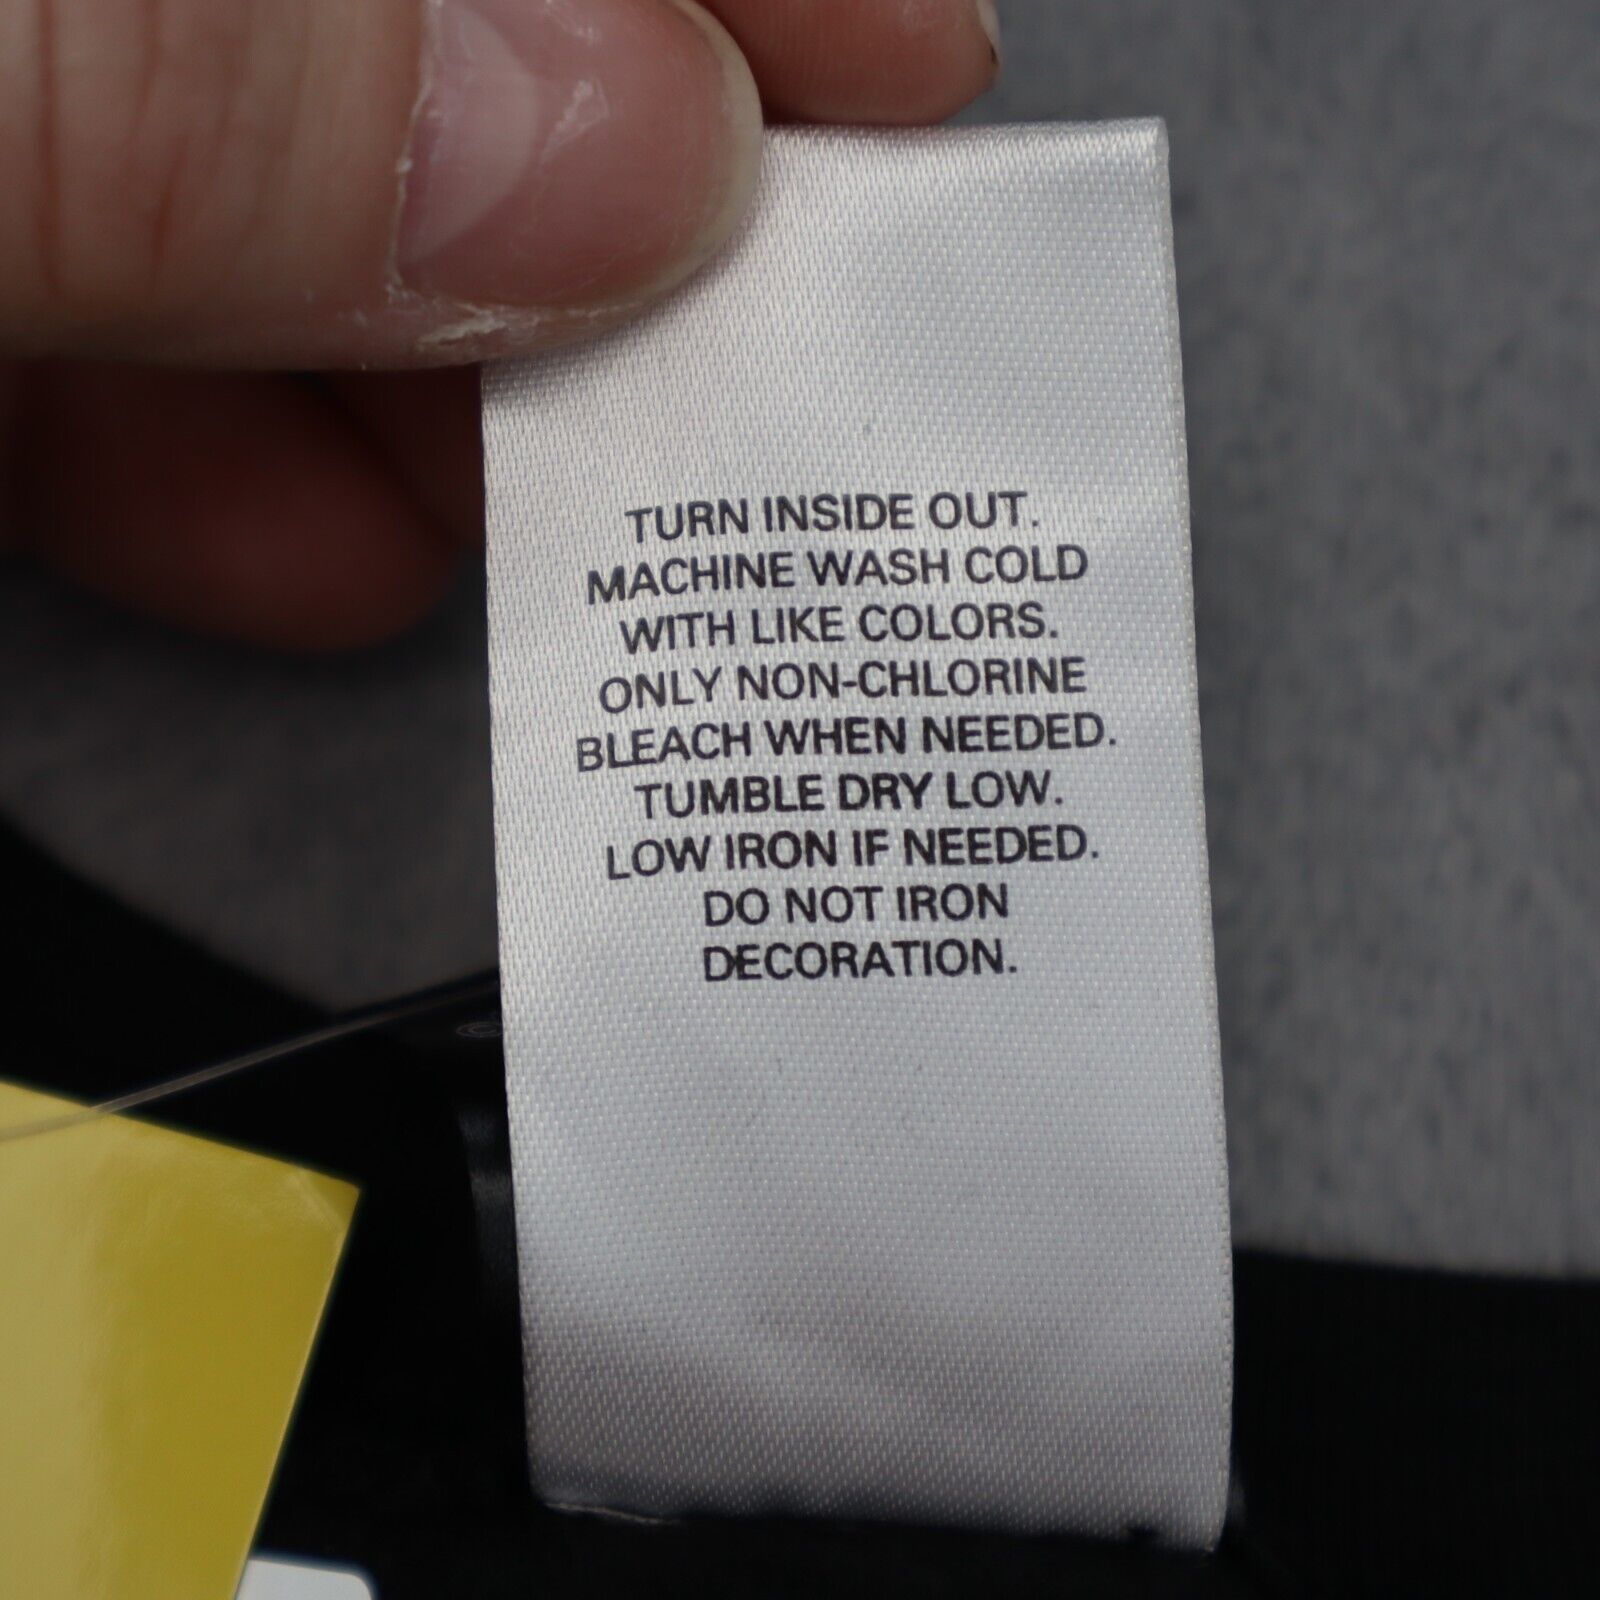 TURN INSIDE OUT.
MACHINE WASH COLD
WITH LIKE COLORS.
ONLY NON-CHLORINE
BLEACH WHEN NEEDED.
TUMBLE DRY LOW.
LOW IRON IF NEEDED.
DO NOT IRON
DECORATION.
©